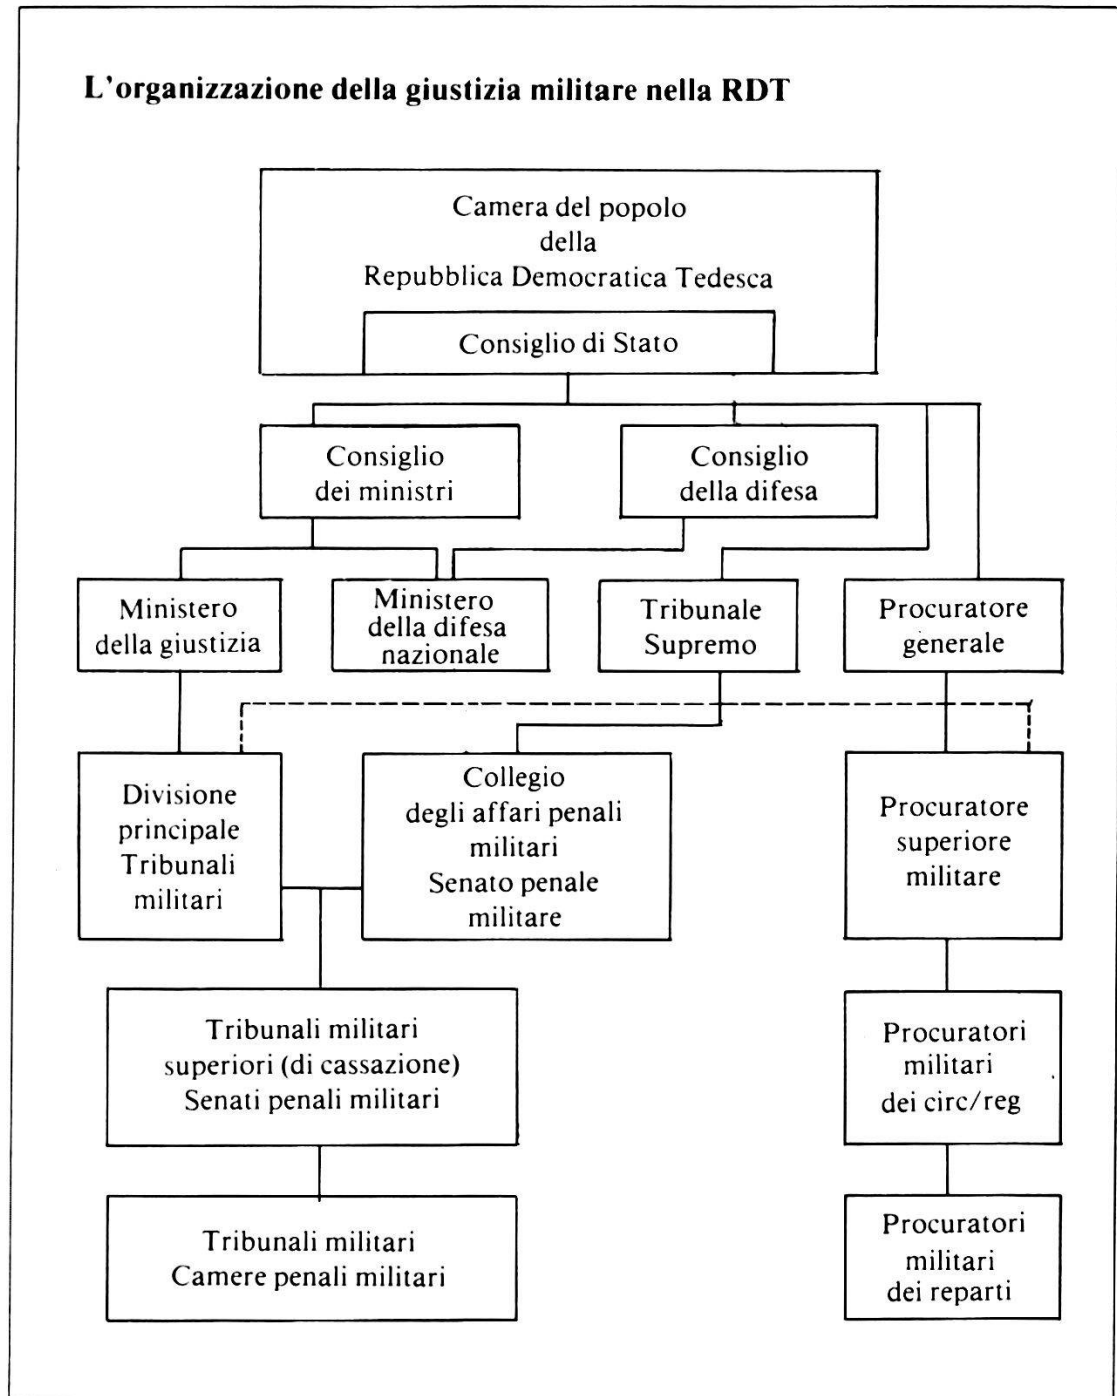 L'organizzazione della giustizia militare nella RDT
Camera del popolo
della
Repubblica Democratica Tedesca
Consiglio di Stato
Consiglio
dei ministri
Consiglio
della difesa
Ministero
della giustizia
Ministero
della difesa
nazionale
Tribunale
Supremo
Procuratore
generale
Divisione
principale
Tribunali
militari
Collegio
degli affari penali
militari
Senato penale
militare
Procuratore
superiore
militare
Tribunali militari
superiori (di cassazione)
Senati penali militari
Procuratori
militari
dei circ/reg
Tribunali militari
Camere penali militari
Procuratori
militari
dei reparti